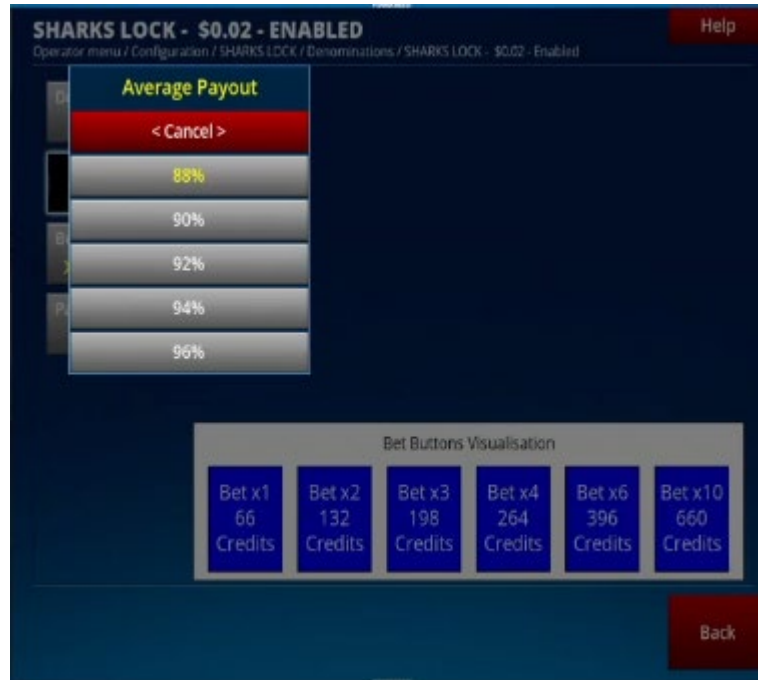 SHARKS LOCK - $0.02 - ENABLED
Help
Operator menu / Configuration / SHARKS LOCK / Denominations / SHARKS LOCK - $0.02 - Enabled
Average Payout
< Cancel >
88%
90%
92%
94%
96%
Bet Buttons Visualisation
Bet x1
66
Credits
Bet x2
132
Credits
Bet x3
198
Credits
Bet x4
264
Credits
Bet x6
396
Credits
Bet x10
660
Credits
Back